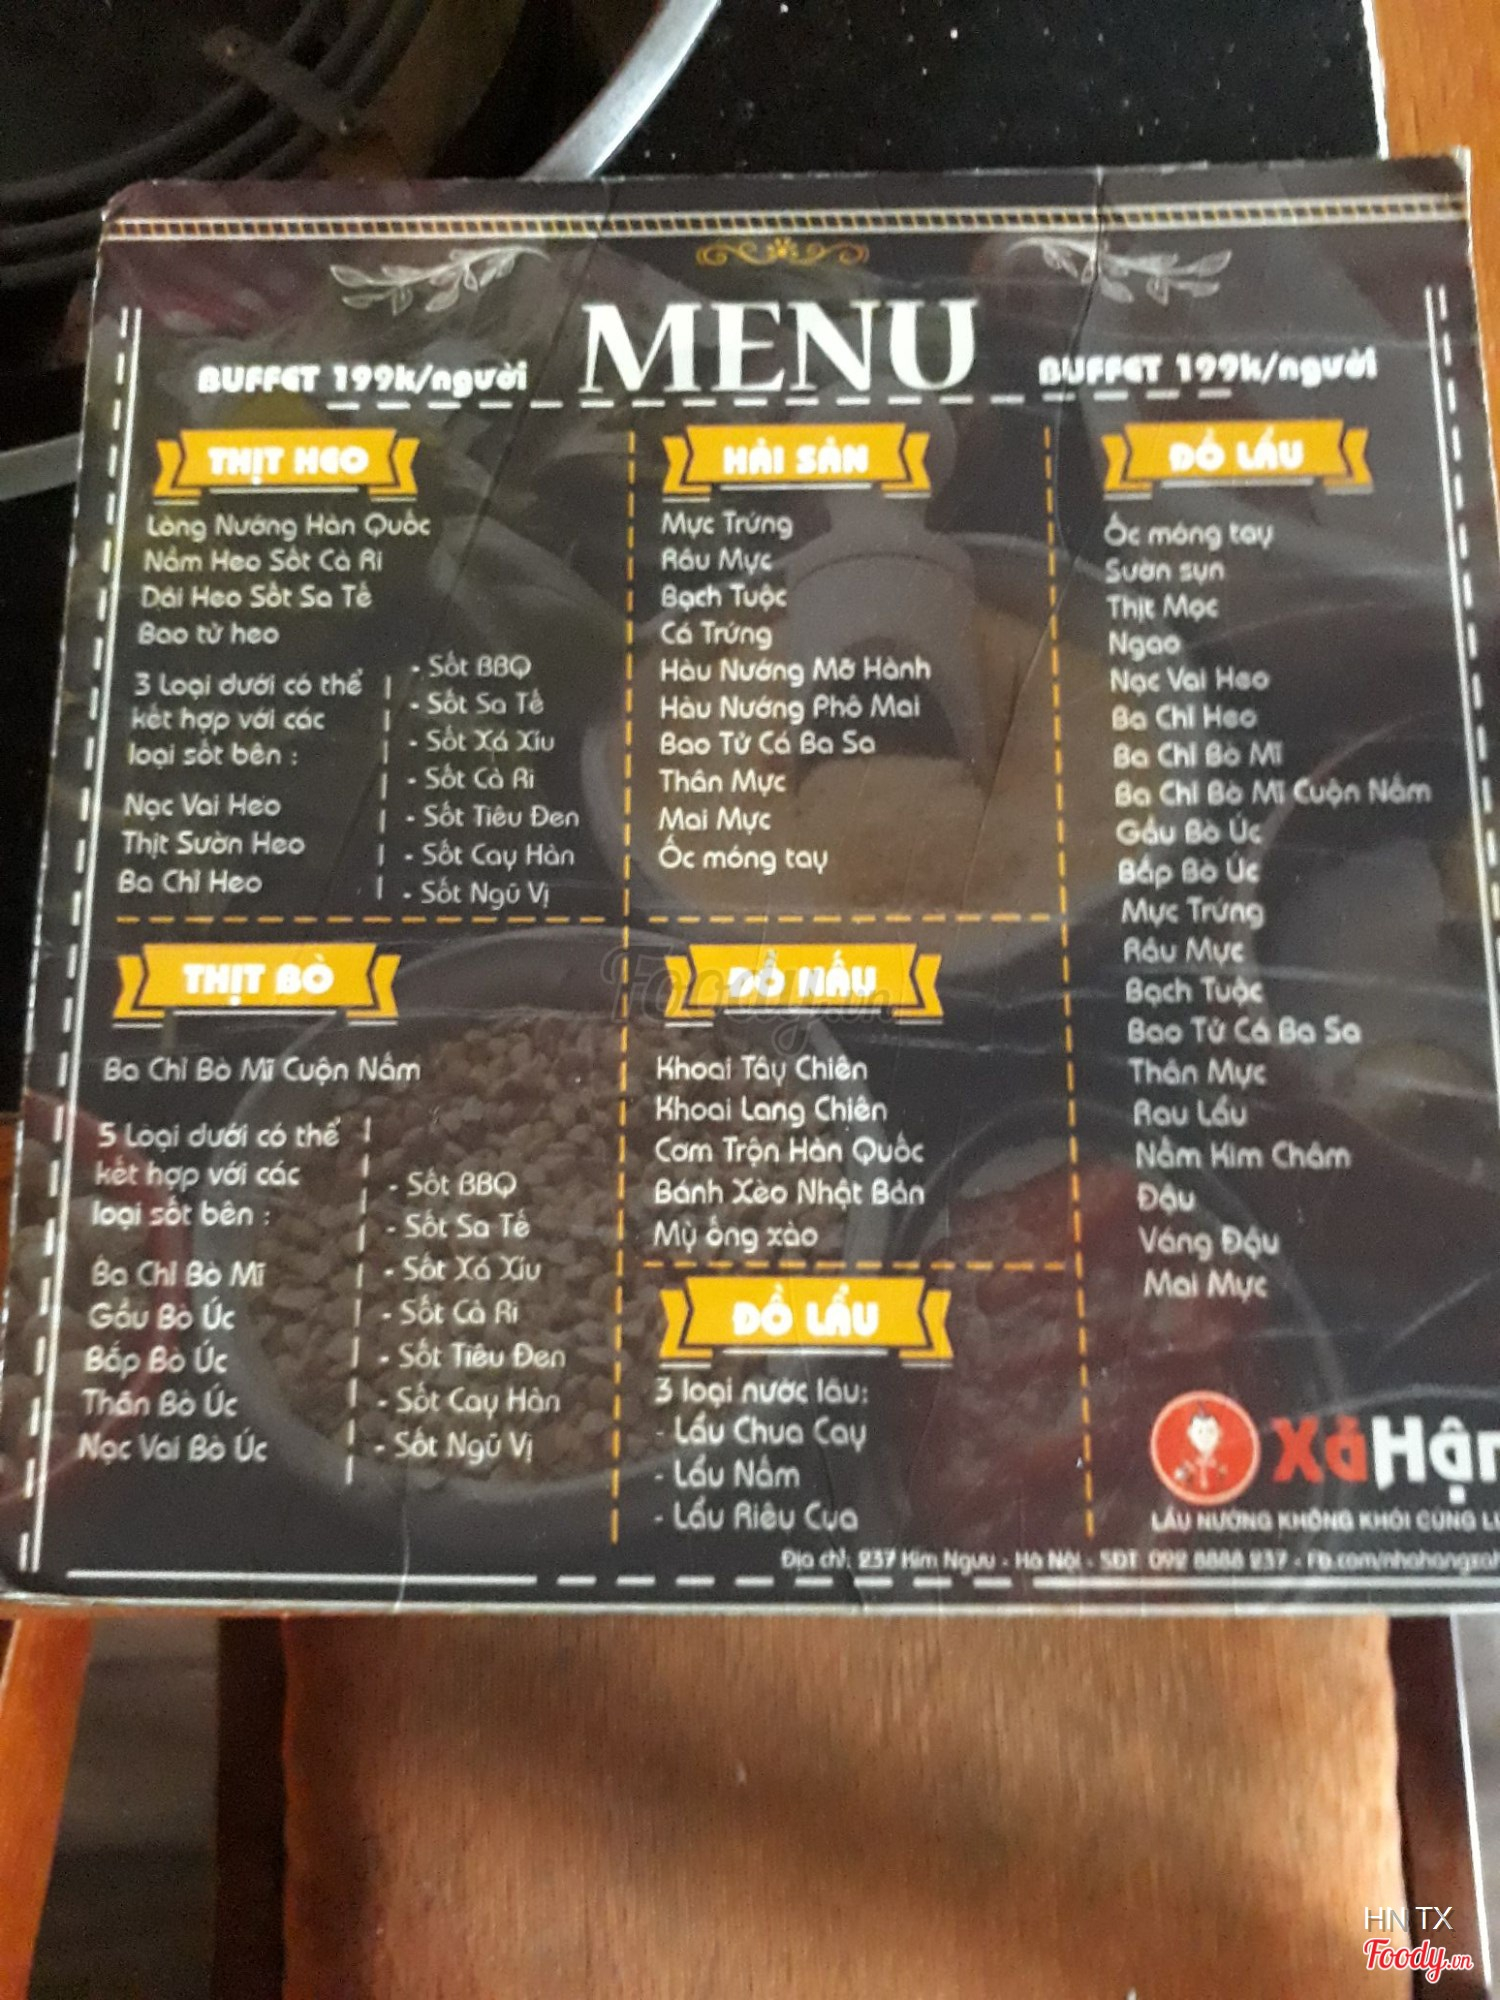 MENU
BUFFET 199k/người
BUFFET 199k/người
THỊT HEO
Lòng Nướng Hàn Quốc
Nầm Heo Sốt Cà Ri
Dải Heo Sốt Sa Tế
Bao tử heo
3 Loại dưới có thể
kết hợp với các
loại sốt bên :
Nạc Vai Heo
Thịt Sườn Heo
Ba Chỉ Heo
- Sốt BBQ
- Sốt Sa Tế
- Sốt Xá Xíu
- Sốt Cà Ri
- Sốt Tiêu Đen
- Sốt Cay Hàn
- Sốt Ngũ Vị
THỊT BÒ
Ba Chỉ Bò Mĩ Cuộn Nấm
5 Loại dưới có thể
kết hợp với các
loại sốt bên :
Ba Chỉ Bò Mĩ
Gầu Bò Úc
Bắp Bò Úc
Thăn Bò Úc
Nạc Vai Bò Úc
- Sốt BBQ
- Sốt Sa Tế
- Sốt Xá Xíu
- Sốt Cà Ri
- Sốt Tiêu Đen
- Sốt Cay Hàn
- Sốt Ngũ Vị
HẢI SẢN
Mực Trứng
Râu Mực
Bạch Tuộc
Cá Trứng
Hàu Nướng Mỡ Hành
Hàu Nướng Phô Mai
Bao Tử Cá Ba Sa
Thân Mực
Mai Mực
Ốc móng tay
ĐỒ NẤU
Khoai Tây Chiên
Khoai Lang Chiên
Cơm Trộn Hàn Quốc
Bánh Xèo Nhật Bản
Mỳ ống xào
ĐỒ LẨU
3 loại nước lẩu:
- Lẩu Chua Cay
- Lẩu Nấm
- Lẩu Riêu Cua
ĐỒ LẨU
Ốc móng tay
Sườn sụn
Thịt Mọc
Ngao
Nạc Vai Heo
Ba Chỉ Heo
Ba Chỉ Bò Mĩ
Ba Chỉ Bò Mĩ Cuộn Nấm
Gầu Bò Úc
Bắp Bò Úc
Mực Trứng
Râu Mực
Bạch Tuộc
Bao Tử Cá Ba Sa
Thân Mực
Rau Lẩu
Nấm Kim Châm
Đậu
Váng Đậu
Mai Mực
XảHận
LẨU NƯỚNG KHÔNG KHÓI CÙNG
Địa chỉ: 237 Kim Ngưu - Hà Nội - SĐT: 092 8888 237 - Fb.com/nhahangxah
Foody.vn
HN TX
Foody.vn